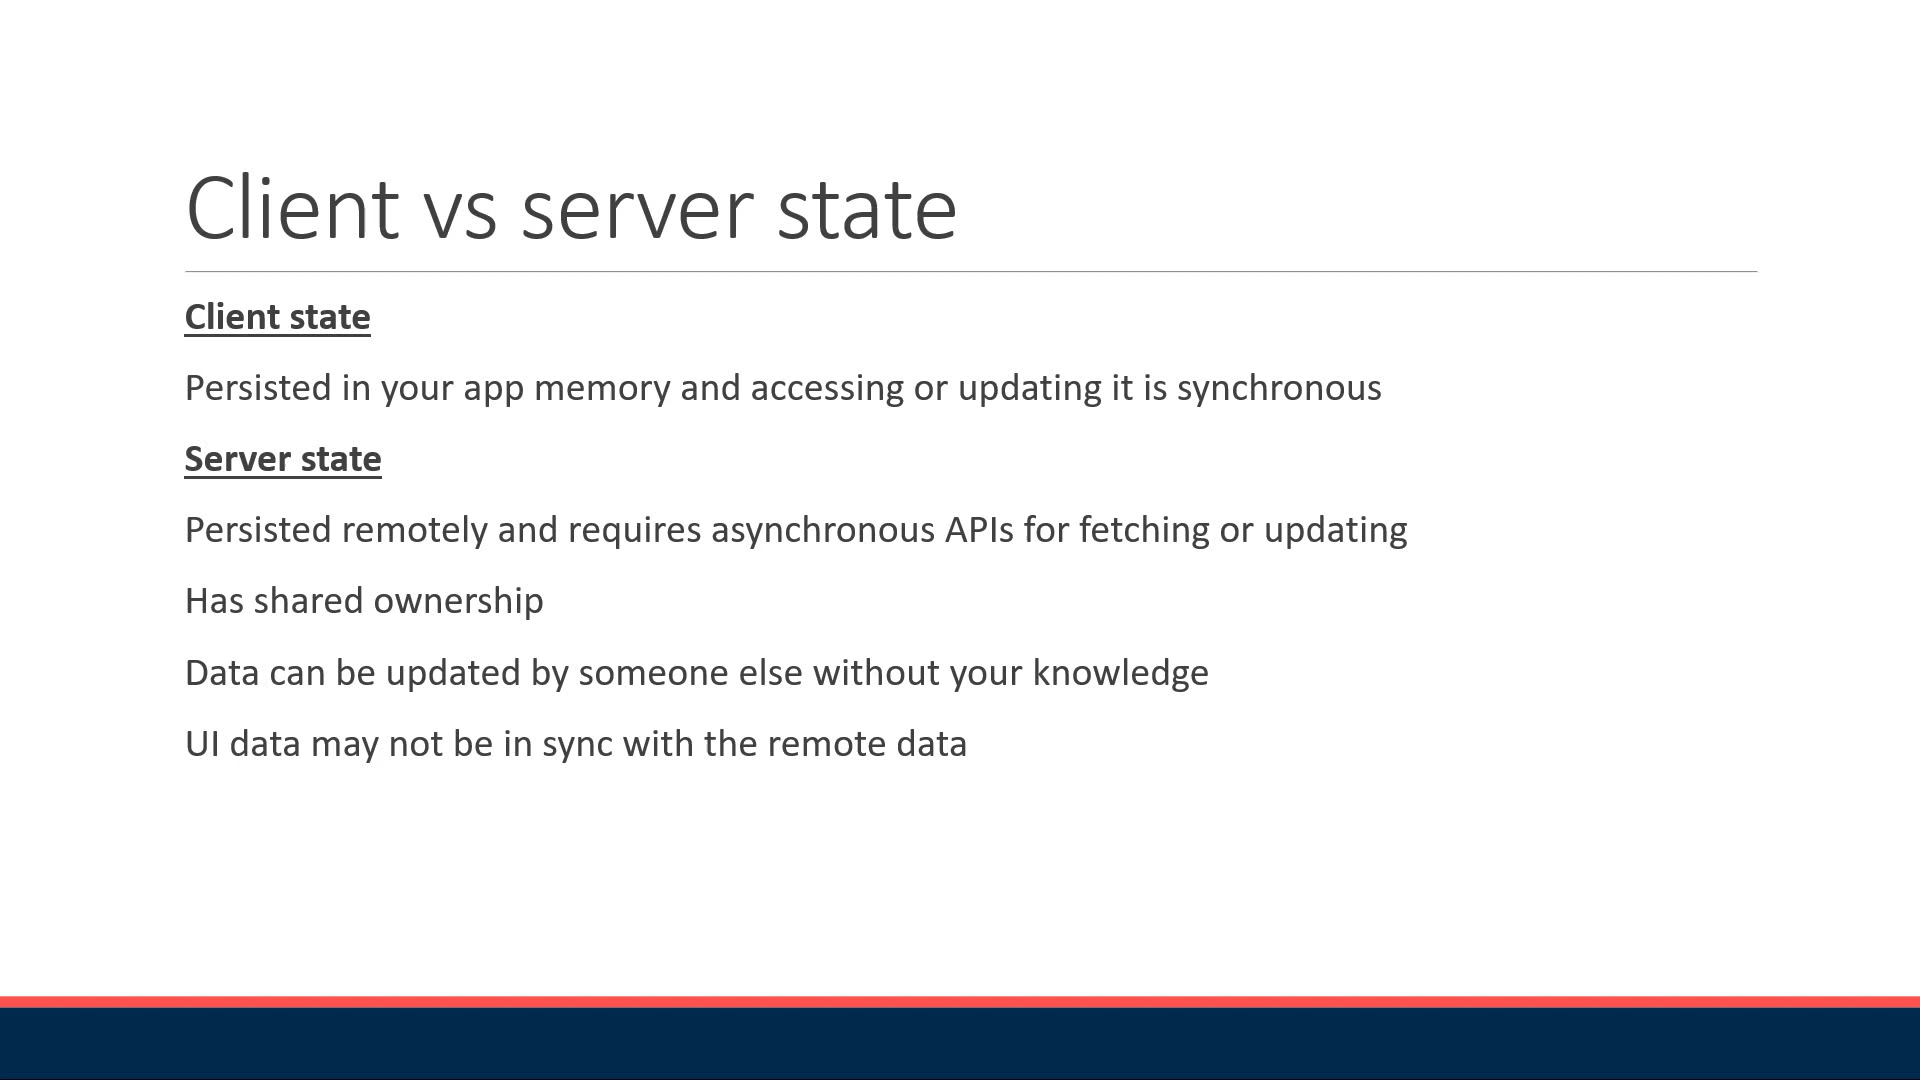 Client vs server state
Client state
Persisted in your app memory and accessing or updating it is synchronous
Server state
Persisted remotely and requires asynchronous APIs for fetching or updating
Has shared ownership
Data can be updated by someone else without your knowledge
UI data may not be in sync with the remote data